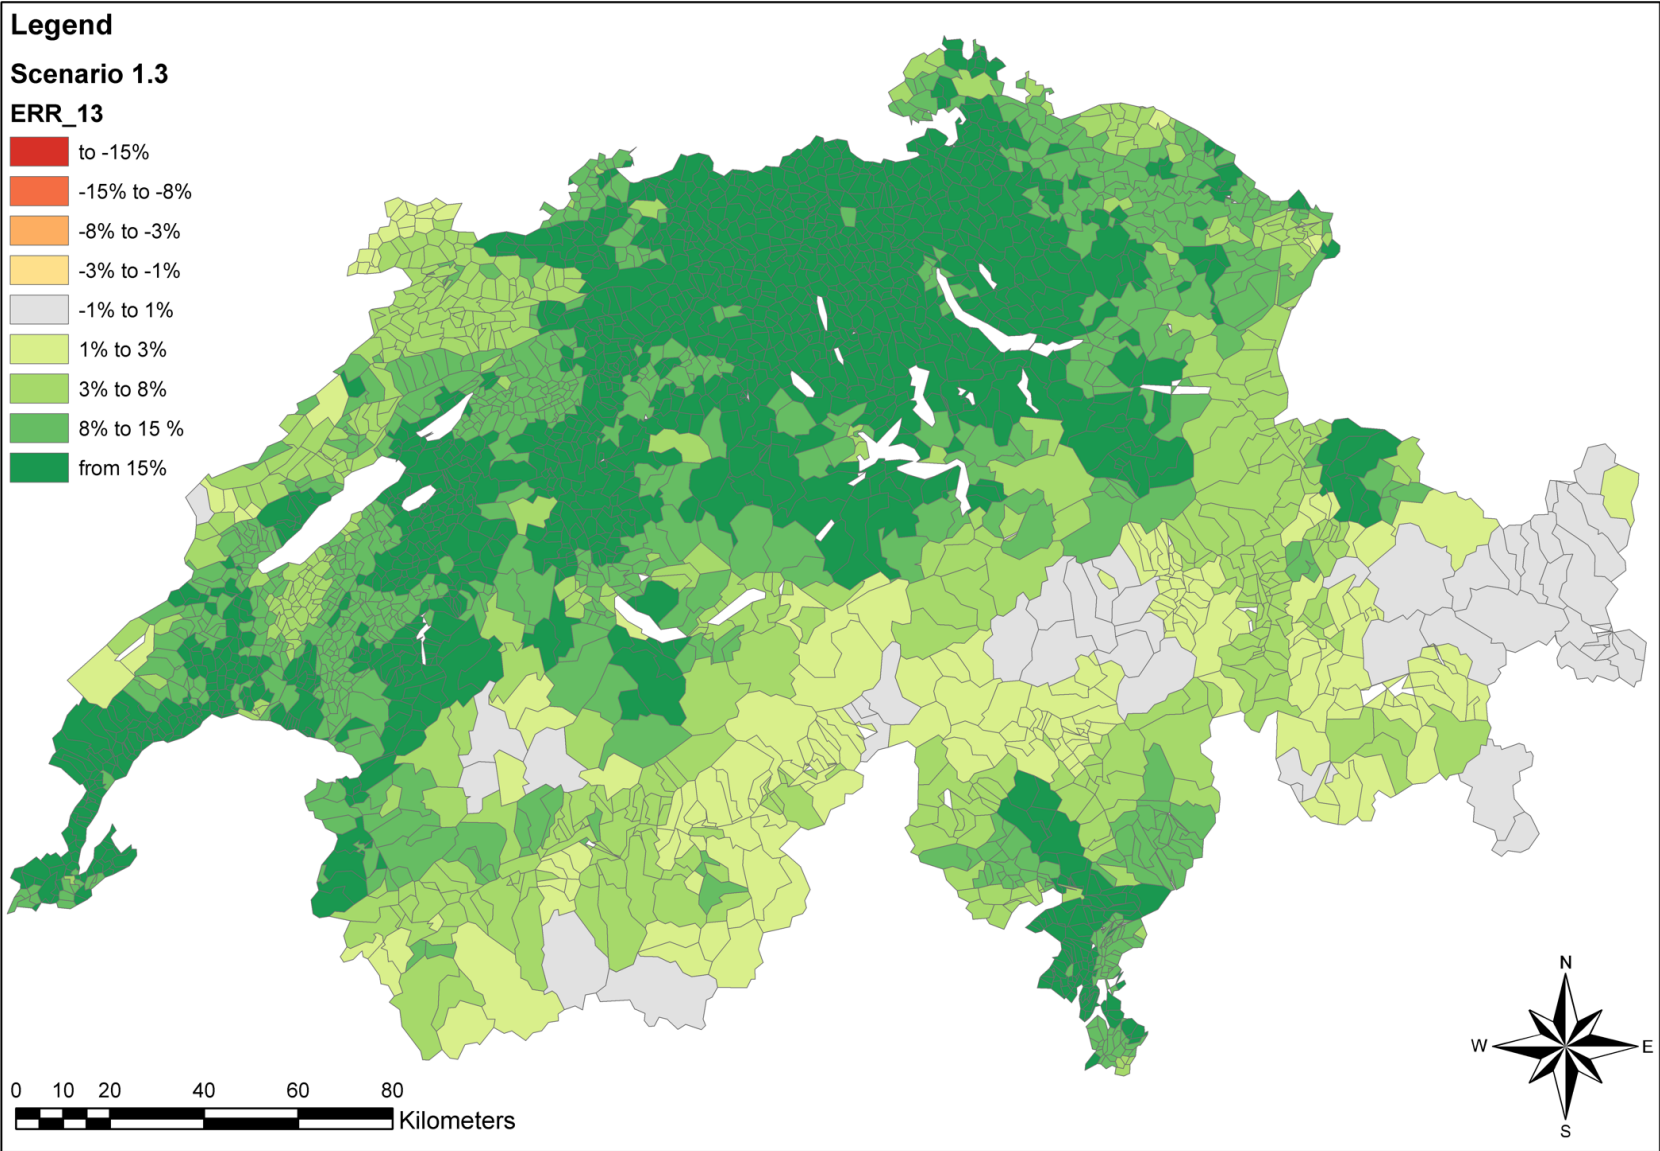 Legend
Scenario 1.3
ERR_13
to -15%
-15% to -8%
-8% to -3%
-3% to -1%
-1% to 1%
1% to 3%
3% to 8%
8% to 15 %
from 15%
N
W E
S
0 10 20 40 60 80
Kilometers